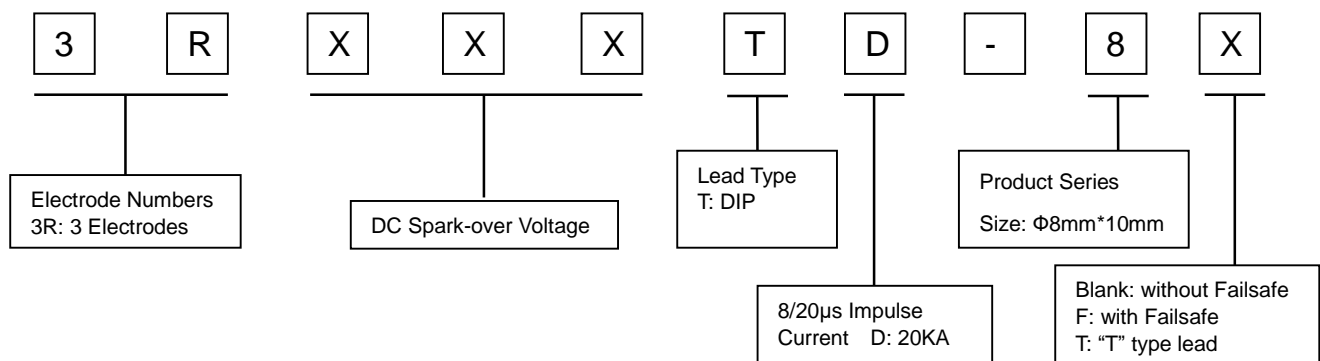 3 R X X X T D - 8 X
Electrode Numbers
3R: 3 Electrodes
DC Spark-over Voltage
Lead Type
T: DIP
8/20μs Impulse
Current D: 20KA
Product Series
Size: Φ8mm*10mm
Blank: without Failsafe
F: with Failsafe
T: “T” type lead